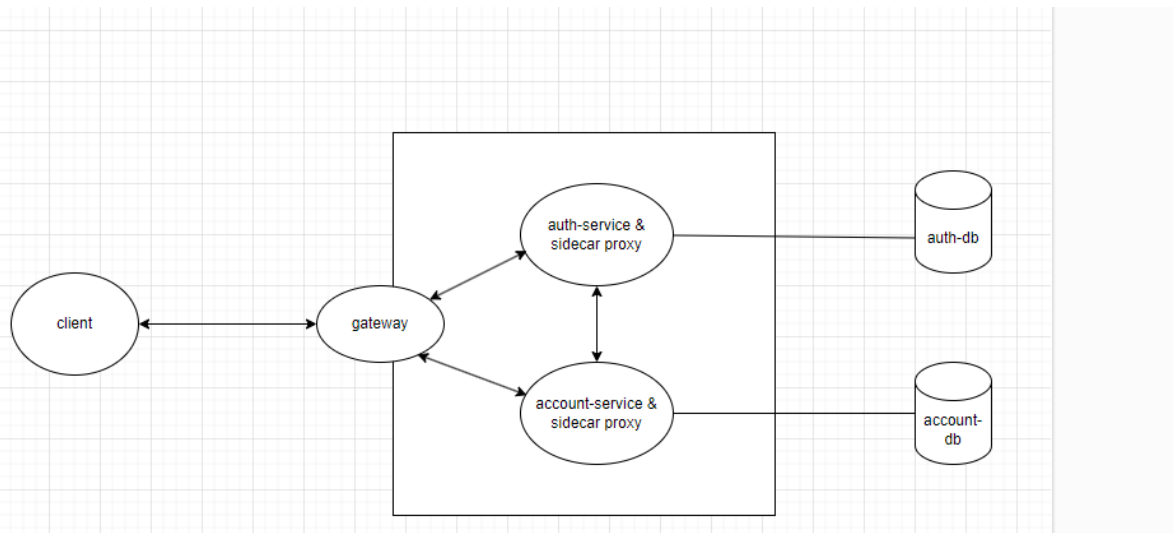 client
gateway
auth-service &
sidecar proxy
account-service &
sidecar proxy
auth-db
account-
db